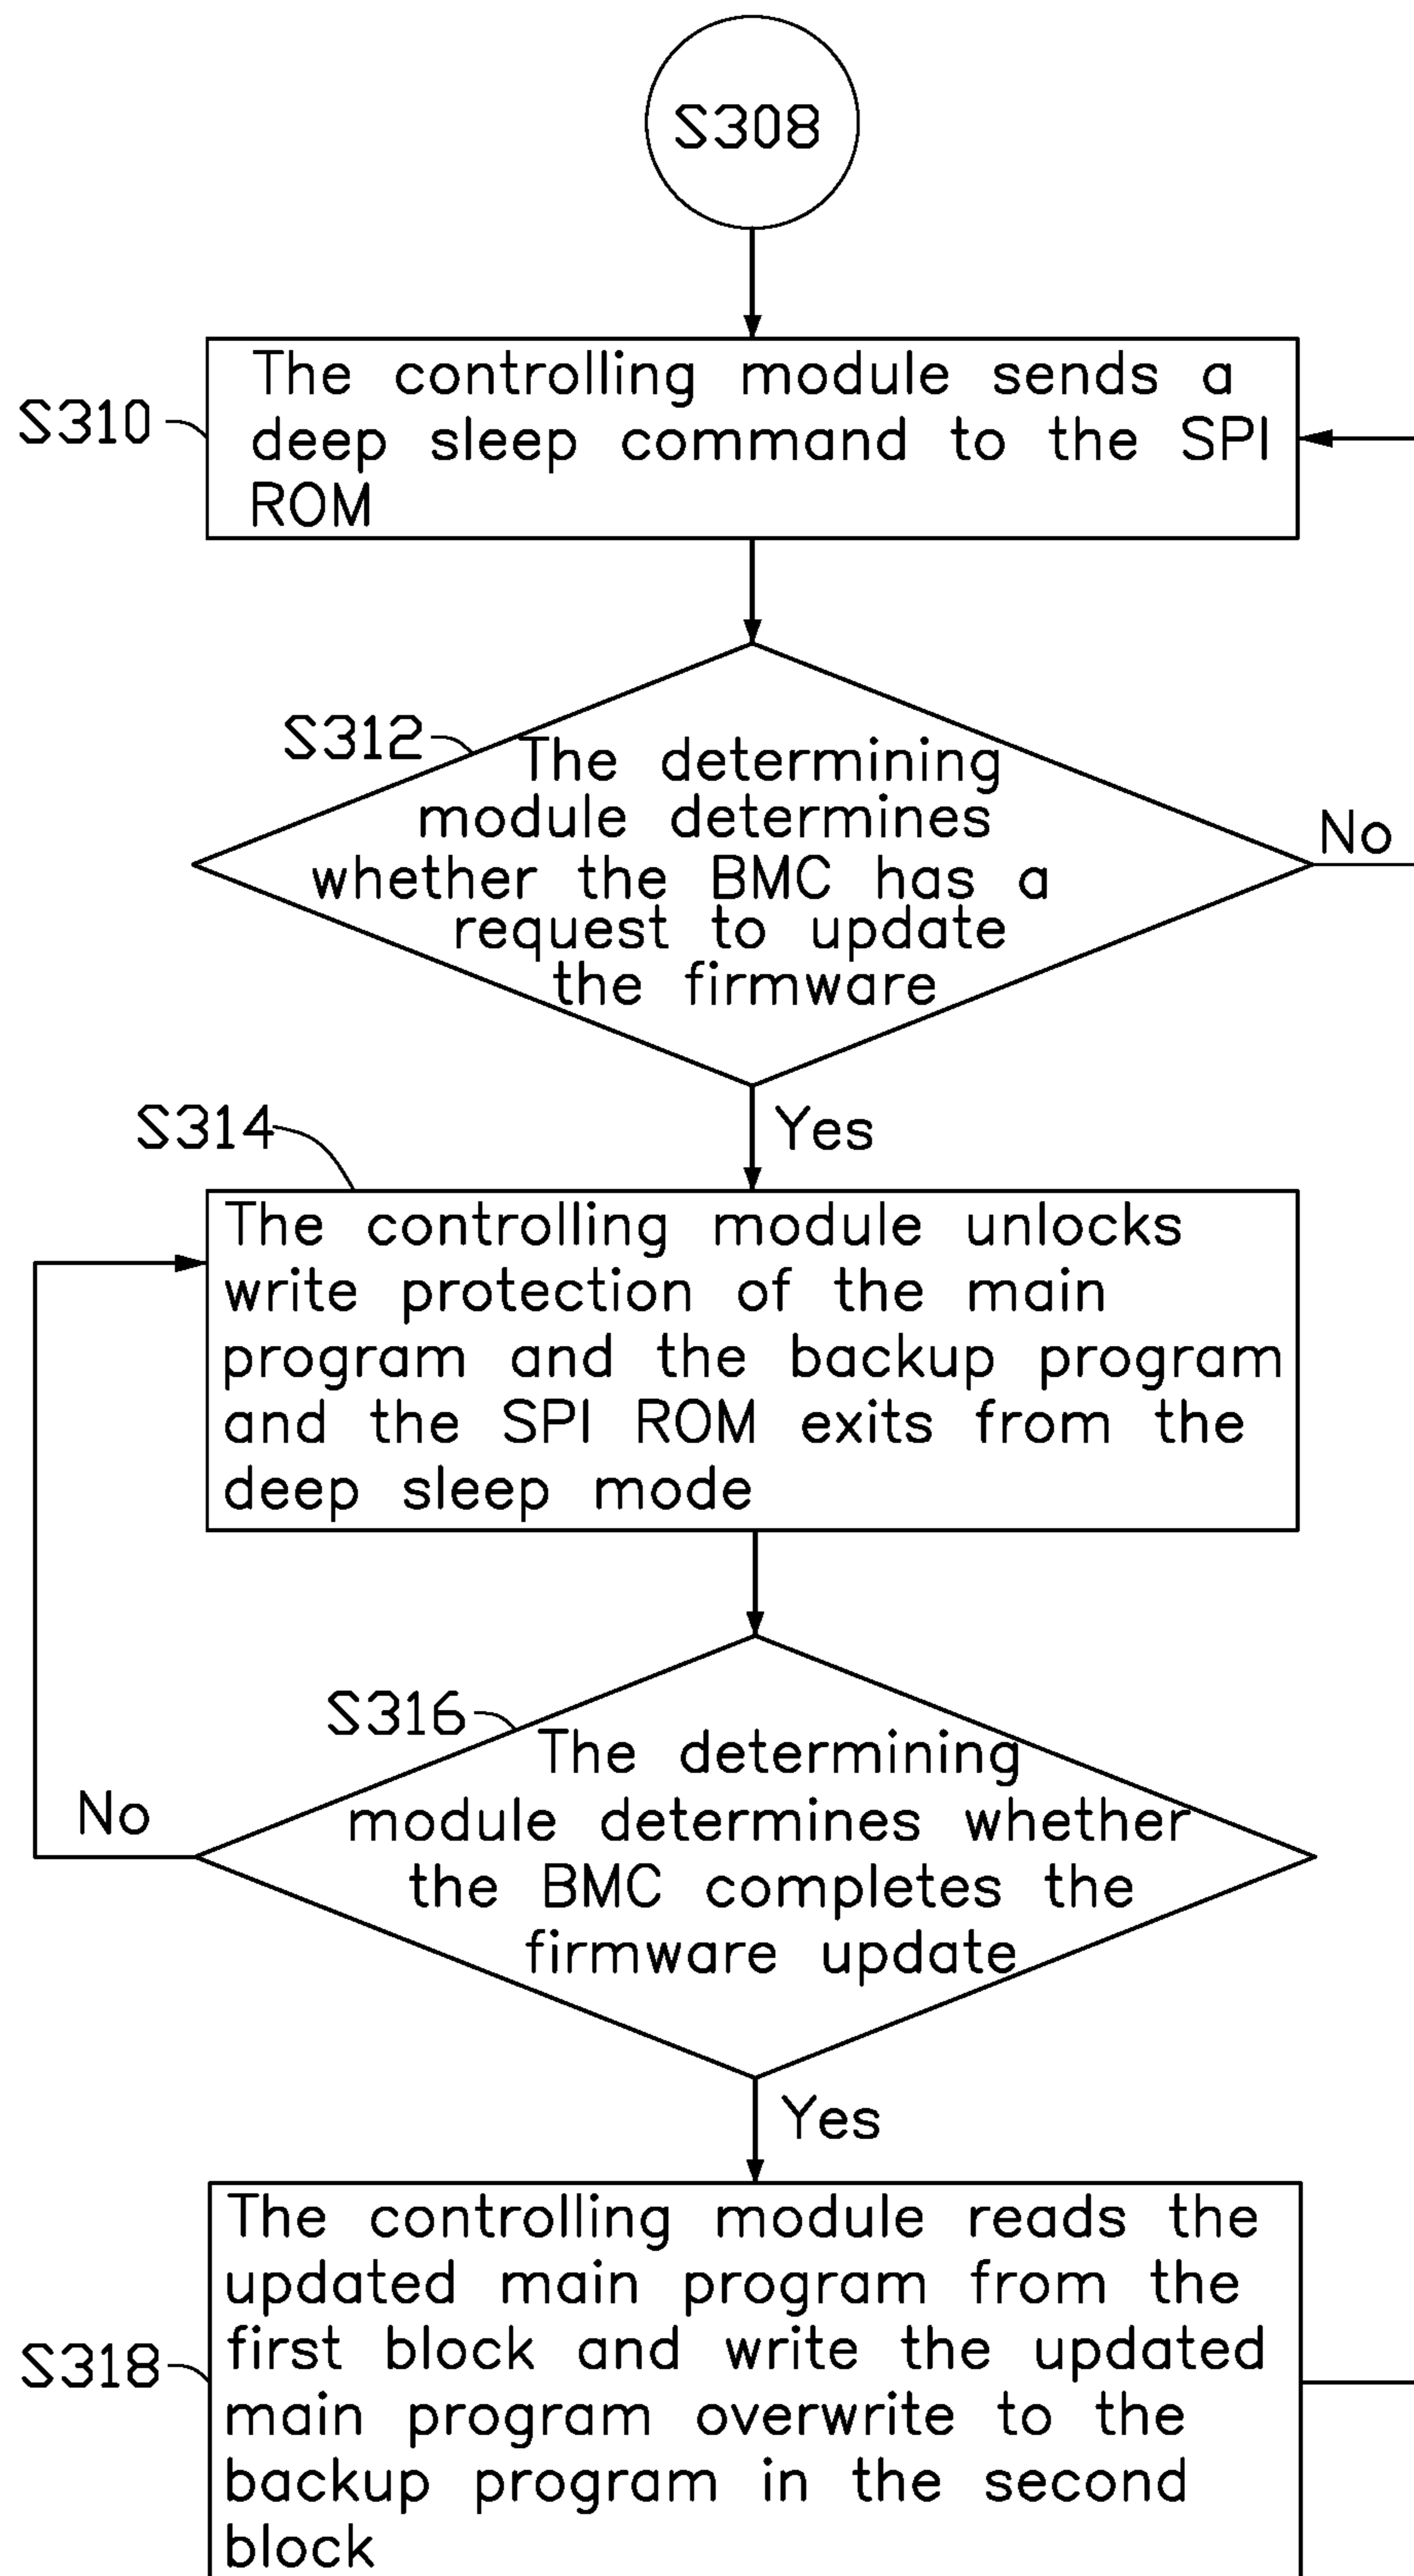 S308
S310
The controlling module sends a
deep sleep command to the SPI
ROM
S312
The determining
module determines
whether the BMC has a
request to update
the firmware
No
Yes
S314
The controlling module unlocks
write protection of the main
program and the backup program
and the SPI ROM exits from the
deep sleep mode
S316
The determining
module determines whether
the BMC completes the
firmware update
No
Yes
S318
The controlling module reads the
updated main program from the
first block and write the updated
main program overwrite to the
backup program in the second
block